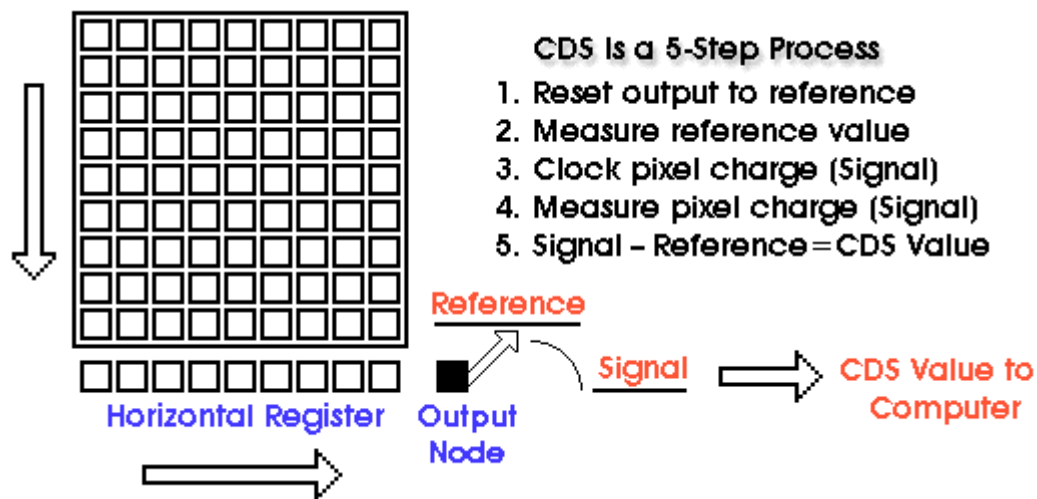 CDS Is a 5-Step Process
1. Reset output to reference
2. Measure reference value
3. Clock pixel charge (Signal)
4. Measure pixel charge (Signal)
5. Signal – Reference = CDS Value
Reference
Signal
CDS Value to
Computer
Horizontal Register
Output
Node